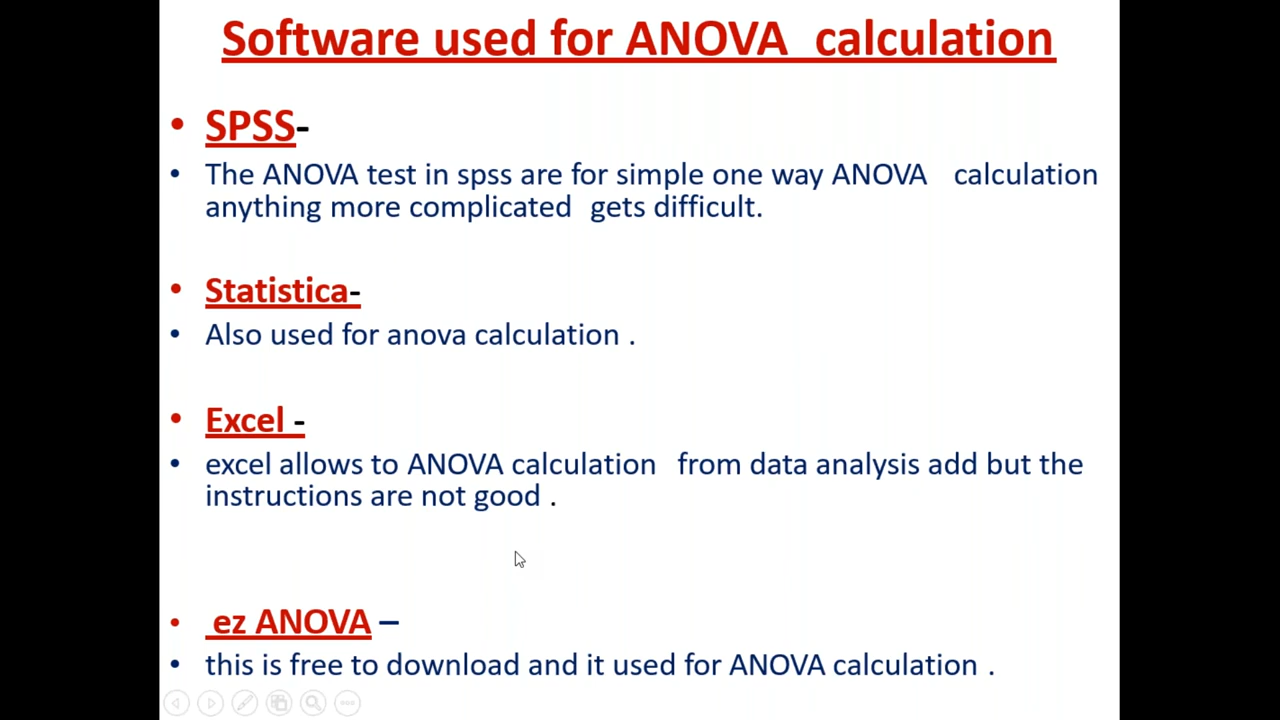 Software used for ANOVA calculation
• SPSS-
• The ANOVA test in spss are for simple one way ANOVA calculation
anything more complicated gets difficult.
• Statistica-
• Also used for anova calculation .
• Excel -
• excel allows to ANOVA calculation from data analysis add but the
instructions are not good .
• ez ANOVA –
• this is free to download and it used for ANOVA calculation .